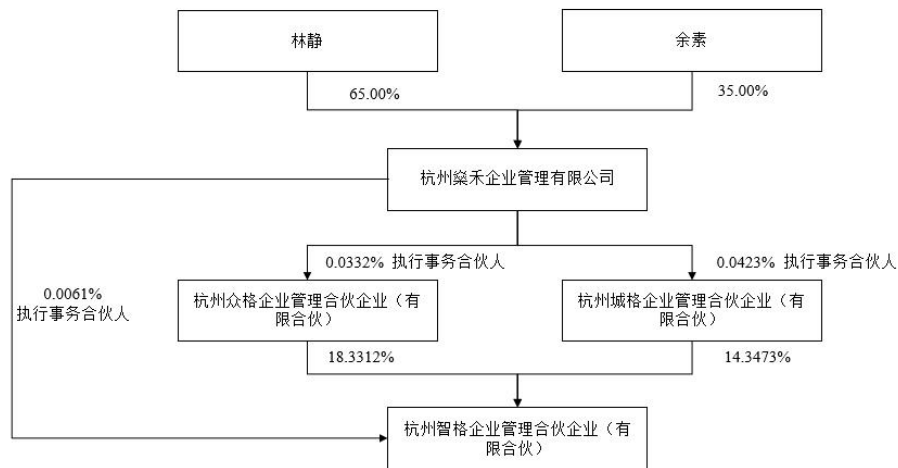 林静
余素
65.00%
35.00%
杭州燊禾企业管理有限公司
0.0332% 执行事务合伙人
0.0423% 执行事务合伙人
0.0061%
执行事务合伙人
杭州众格企业管理合伙企业（有
限合伙）
杭州城格企业管理合伙企业（有
限合伙）
18.3312%
14.3473%
杭州智格企业管理合伙企业（有
限合伙）